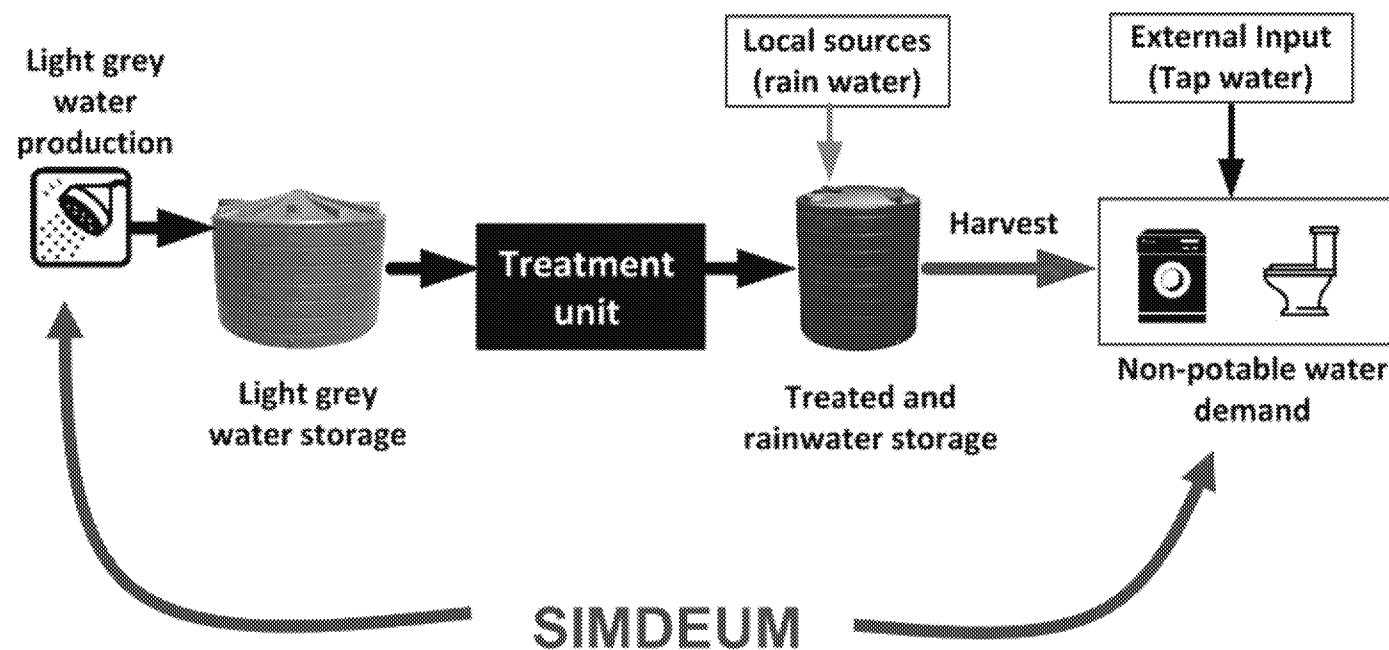 Light grey
water
production
Local sources
(rain water)
External Input
(Tap water)
Harvest
Treatment
unit
Light grey
water storage
Treated and
rainwater storage
Non-potable water
demand
SIMDEUM